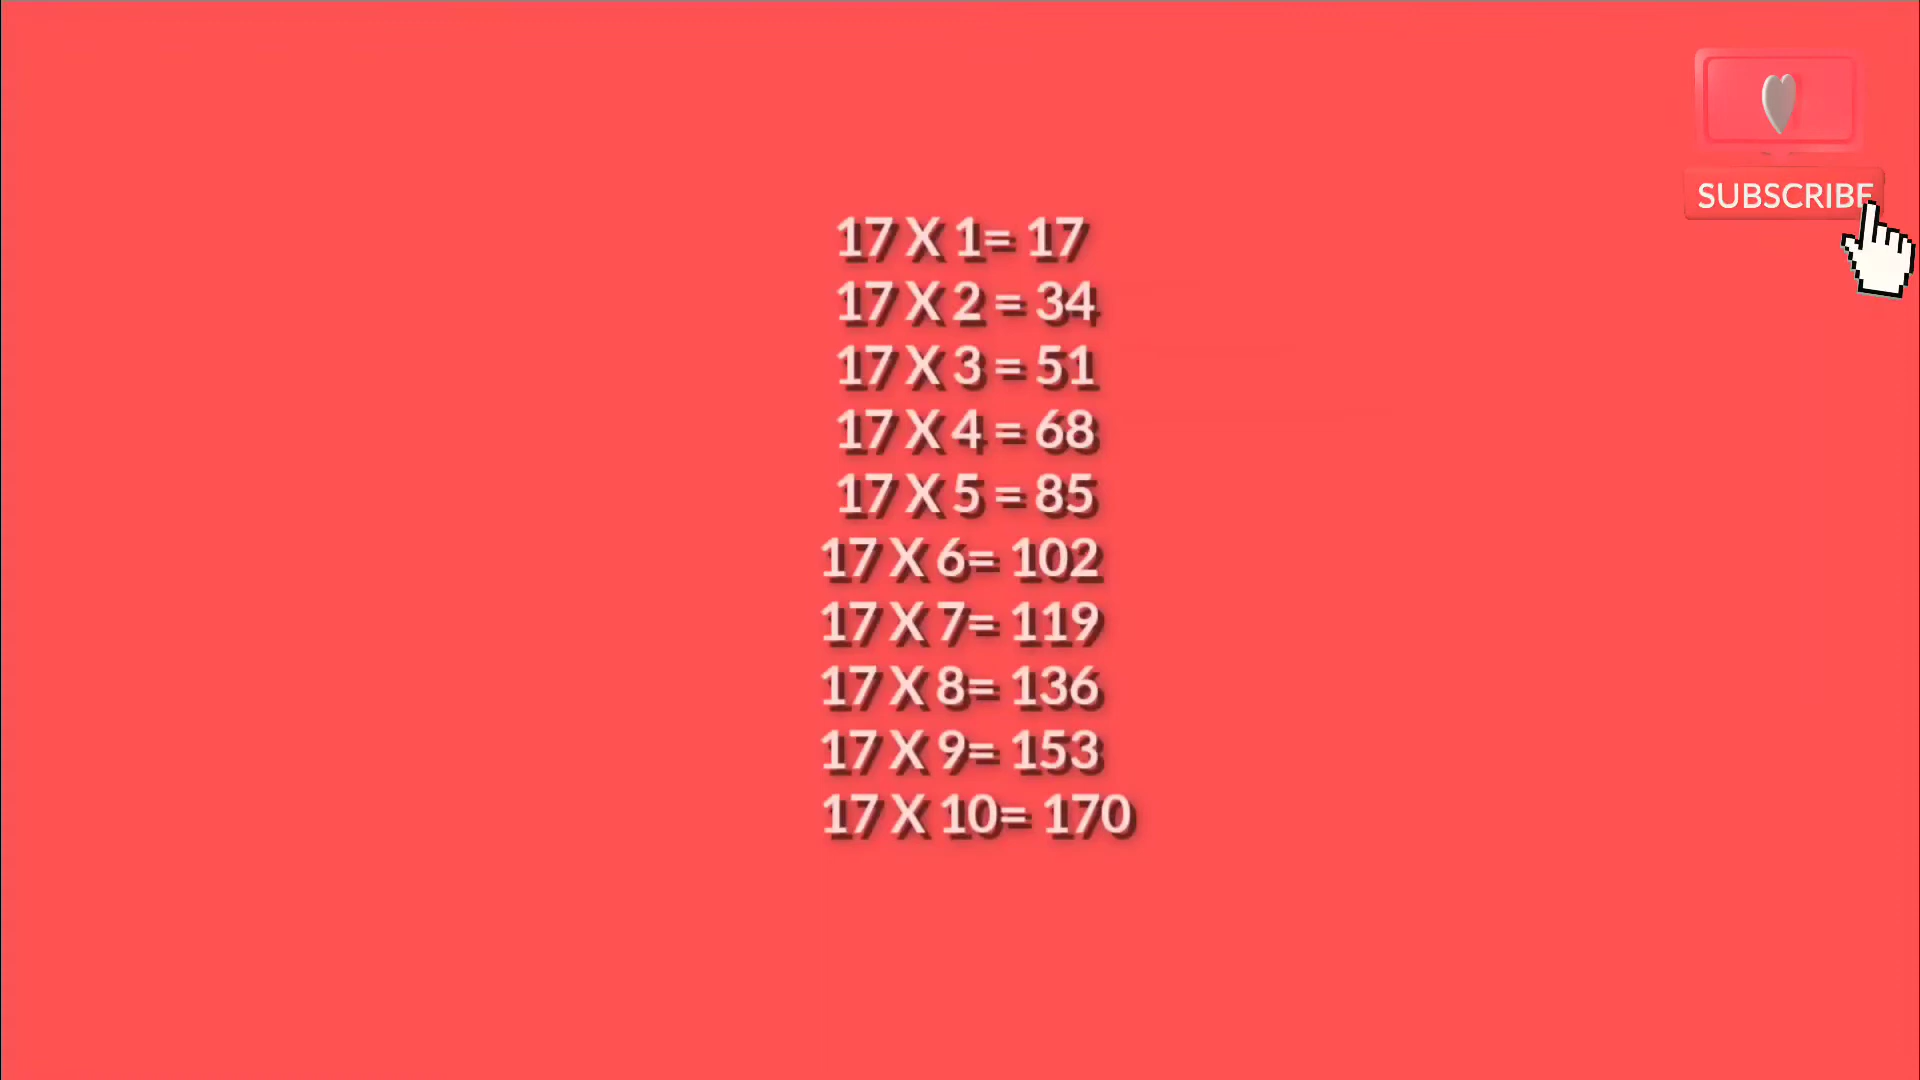 SUBSCRIBE
17 X 1= 17
17 X 2 = 34
17 X 3 = 51
17 X 4 = 68
17 X 5 = 85
17 X 6= 102
17 X 7= 119
17 X 8= 136
17 X 9= 153
17 X 10= 170